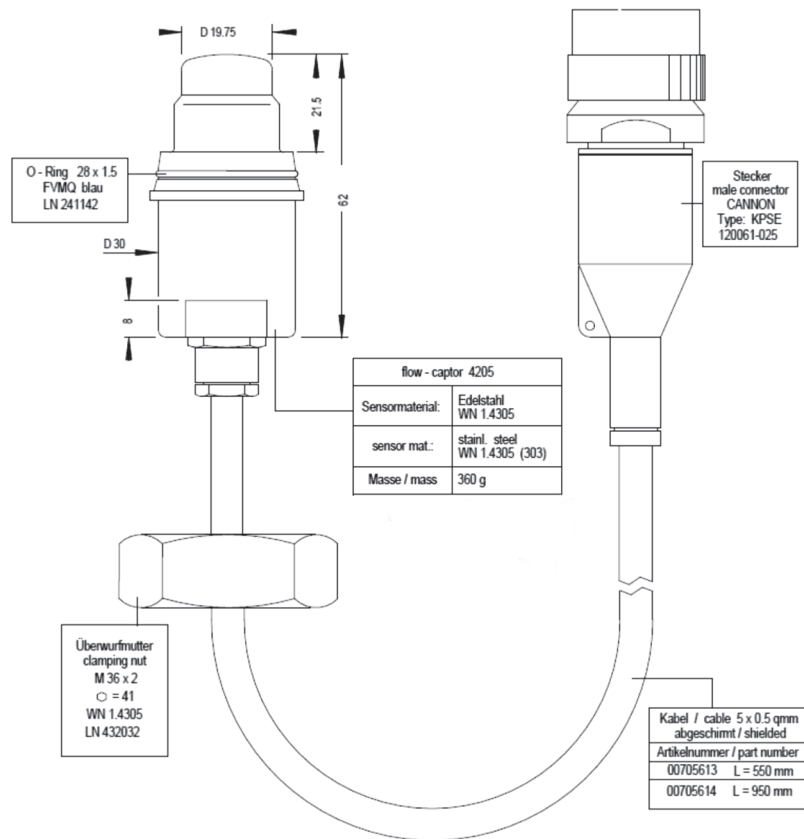 D 19.75
21.5
62
O - Ring 28 x 1.5
FVMQ blau
LN 241142
D 30
8
Stecker
male connector
CANNON
Type: KPSE
120061-025
flow - captor 4205
Sensormaterial: Edelstahl
WN 1.4305
sensor mat.: stainl. steel
WN 1.4305 (303)
Masse / mass 360 g
Überwurfmutter
clamping nut
M 36 x 2
⬡ = 41
WN 1.4305
LN 432032
Kabel / cable 5 x 0.5 qmm
abgeschirmt / shielded
Artikelnummer / part number
00705613 L = 550 mm
00705614 L = 950 mm